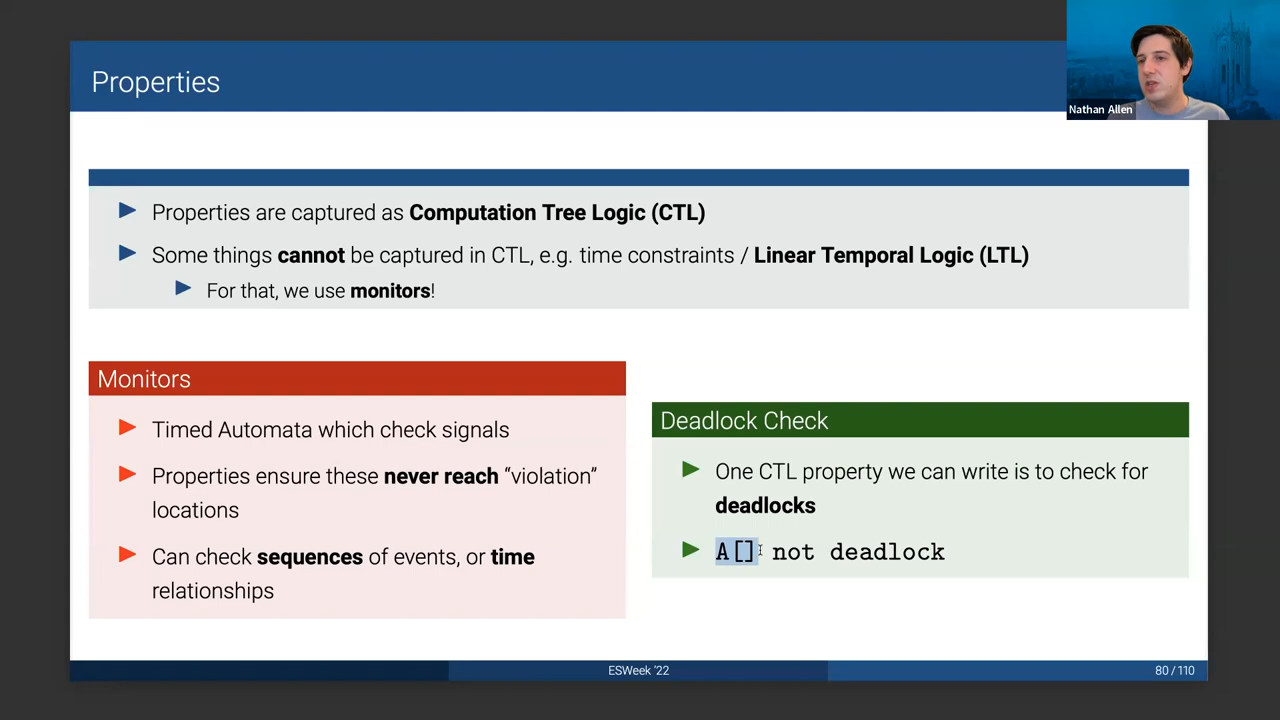 Properties
Nathan Allen
Properties are captured as Computation Tree Logic (CTL)
Some things cannot be captured in CTL, e.g. time constraints / Linear Temporal Logic (LTL)
For that, we use monitors!
Monitors
Timed Automata which check signals
Properties ensure these never reach “violation”
locations
Can check sequences of events, or time
relationships
Deadlock Check
One CTL property we can write is to check for
deadlocks
A[] not deadlock
ESWeek ’22
80 / 110